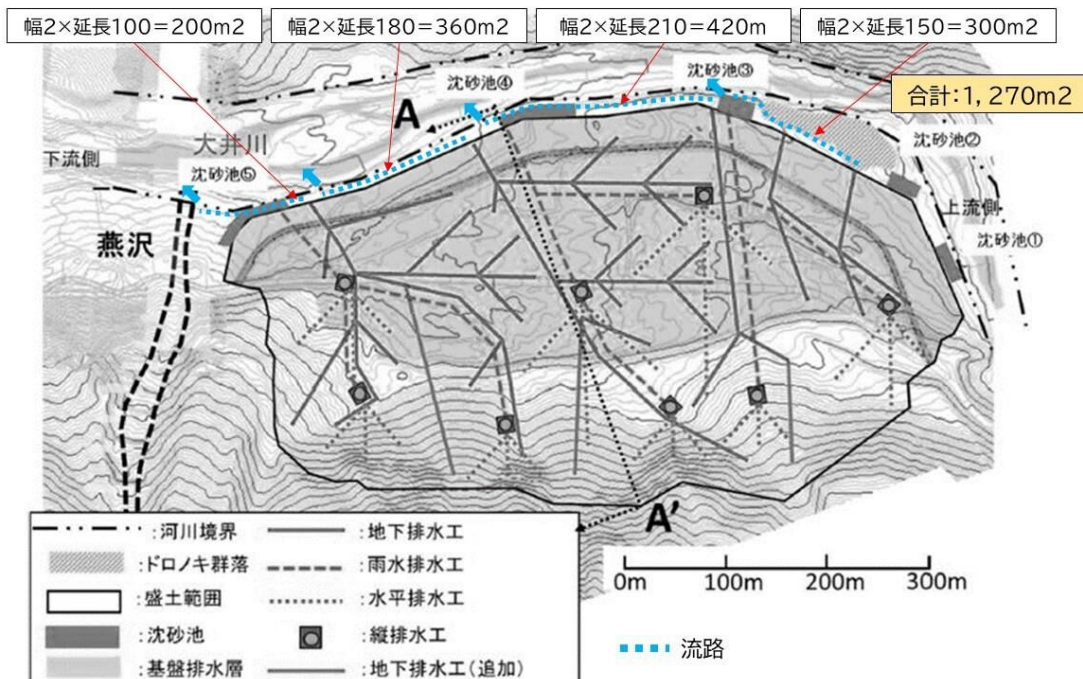 幅2×延長100＝200m2
幅2×延長180＝360m2
幅2×延長210＝420m
幅2×延長150＝300m2
合計：1，270m2
沈砂池④
沈砂池③
A
大井川
下流側
沈砂池⑤
沈砂池②
上流側
沈砂池①
燕沢
A'
：河川境界
：地下排水工
：ドロノキ群落
：雨水排水工
：盛土範囲
：水平排水工
：沈砂池
：縦排水工
：基盤排水層
：地下排水工（追加）
0m 100m 200m 300m
流路